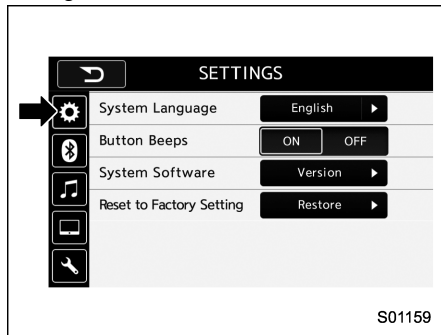 SETTINGS
System Language English
Button Beeps ON OFF
System Software Version
Reset to Factory Setting Restore
S01159